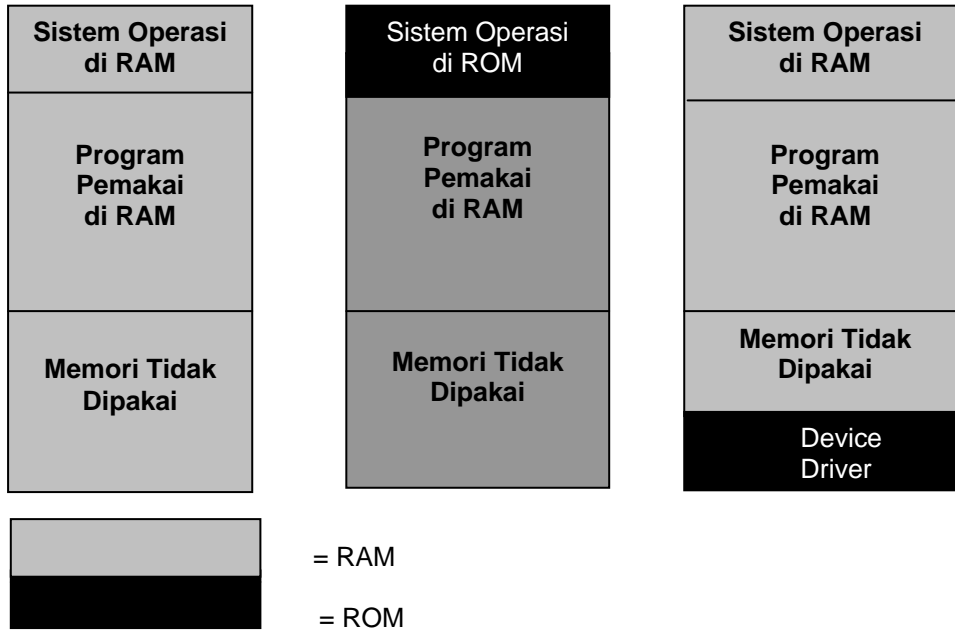 Sistem Operasi
di RAM
Program
Pemakai
di RAM
Memori Tidak
Dipakai
Sistem Operasi
di ROM
Program
Pemakai
di RAM
Memori Tidak
Dipakai
Sistem Operasi
di RAM
Program
Pemakai
di RAM
Memori Tidak
Dipakai
Device
Driver
= RAM
= ROM